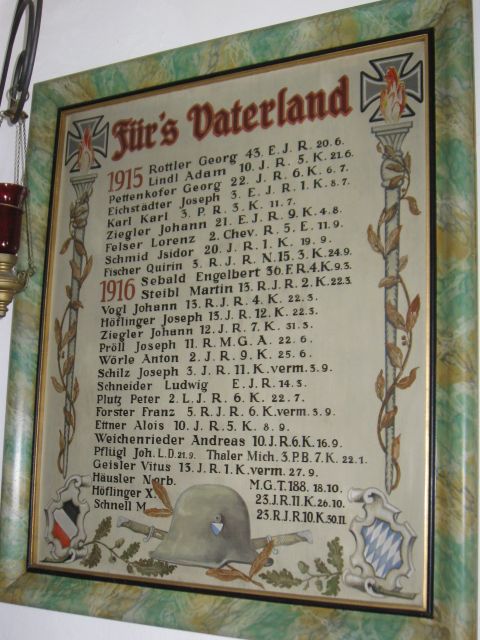 Für's Vaterland
1915 Rottler Georg 43. E. J. R. 20. 6.
Lindl Adam 10. J. R. 5. K. 21.6.
Pettenkofer Georg 22. J. R. 6. K. 6. 7.
Eichstädter Joseph 3. E. J. R. 1. K. 8. 7.
Karl Karl 3. P. R. 3. K. 11. 7.
Ziegler Johann 21. E. J. R. 9. K. 4. 8.
Felser Lorenz 2. Chev. R. 5. E. 11. 9.
Schmid Jsidor 20. J. R. 1. K. 19. 9.
Fischer Quirin 3. R. J. R. N. 15. 3. K. 24.9.
1916 Sebald Engelbert 36. F. R. 4. K. 9.3.
Steibl Martin 13. R. J. R. 2. K. 22.3.
Vogl Johann 13. R. J. R. 4. K. 22. 3.
Höflinger Joseph 13. J. R. 12. K. 22. 3.
Ziegler Johann 12. J. R. 7. K. 31. 3.
Pröll Joseph 11. R. M. G. A. 22. 6.
Wörle Anton 2. J. R. 9. K. 25. 6.
Schilz Joseph 3. J. R. 11. K. verm. 3. 9.
Schneider Ludwig E. J. R. 14. 3.
Plutz Peter 2. L. J. R. 6. K. 22. 7.
Forster Franz 5. R. J. R. 6. K. verm. 3. 9.
Ettner Alois 10. J. R. 5. K. 8. 9.
Weichenrieder Andreas 10. J. R. 6. K. 16. 9.
Pflügl Joh. L. D. 21. 9. Thaler Mich. 3. P. B. 7. K. 22. 1.
Geisler Vitus 13. J. R. 1. K. verm. 27. 9.
Häusler Norb. M. G. T. 188. 18. 10.
Höflinger X. 23. J. R. 11. K. 26. 10.
Schnell M. 23. R. J. R. 10. K. 30. 11.